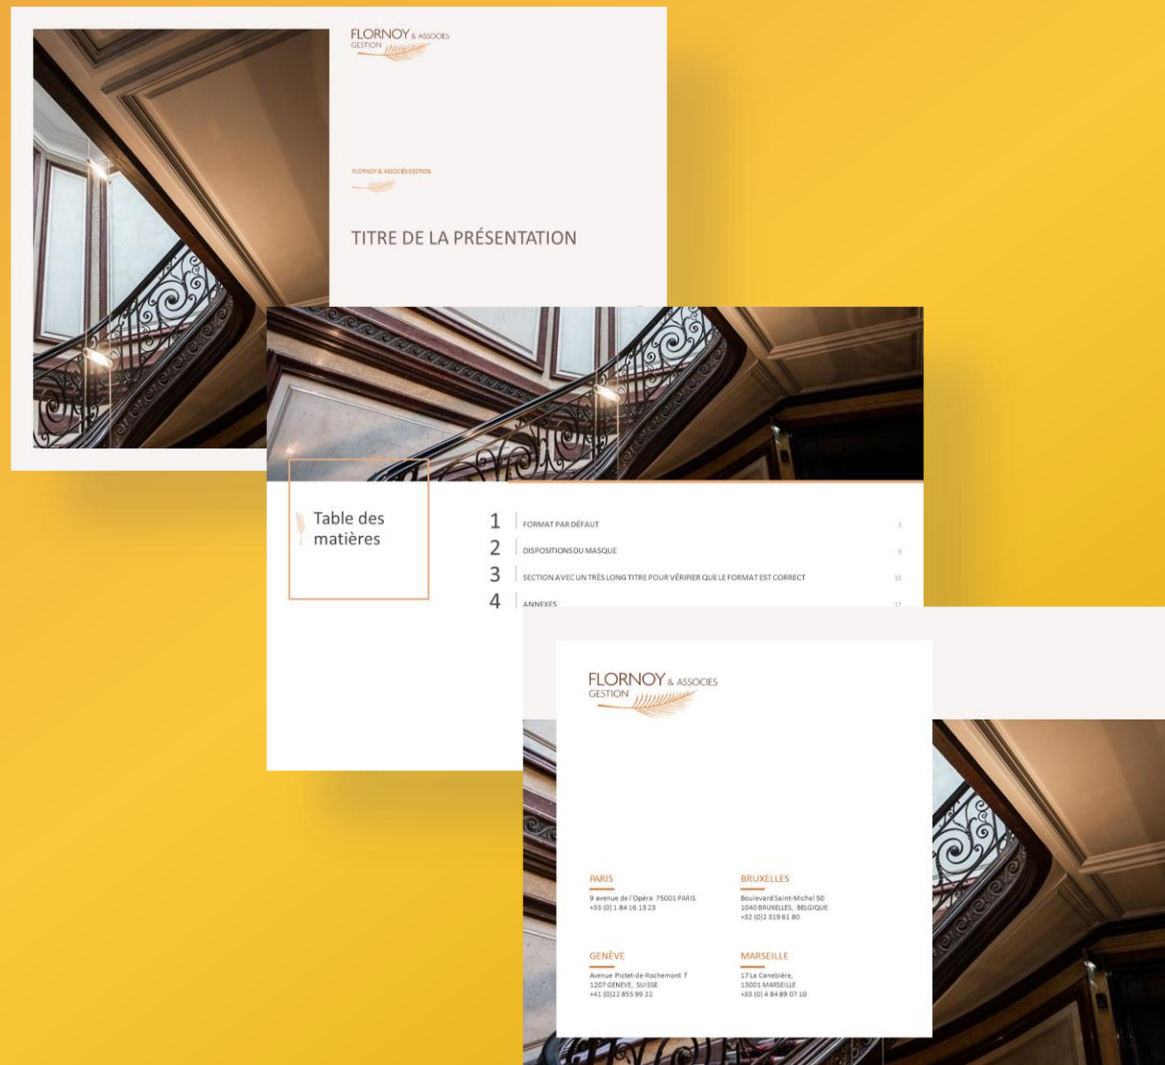 FLORNOY & ASSOCIES
GESTION
FLORNOY & ASSOCIÉS GESTION
TITRE DE LA PRÉSENTATION
Table des
matières
1 FORMAT PAR DÉFAUT 3
2 DISPOSITIONS DU MASQUE 9
3 SECTION AVEC UN TRÈS LONG TITRE POUR VÉRIFIER QUE LE FORMAT EST CORRECT 16
4 ANNEXES 17
FLORNOY & ASSOCIES
GESTION
PARIS
9 avenue de l'Opéra 75001 PARIS
+33 (0) 1 84 16 13 23
BRUXELLES
Boulevard Saint-Michel 50
1040 BRUXELLES, BELGIQUE
+32 (0)2 319 61 80
GENÈVE
Avenue Pictet-de-Rochemont 7
1207 GENEVE, SUISSE
+41 (0)22 855 99 22
MARSEILLE
17 La Canebière,
13001 MARSEILLE
+33 (0) 4 84 89 07 10